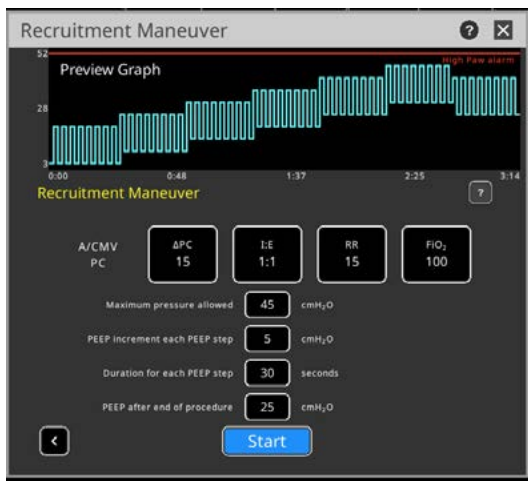 Recruitment Maneuver ? X
52
High Paw alarm
Preview Graph
28
3
0:00 0:48 1:37 2:25 3:14
Recruitment Maneuver ?
A/CMV
PC
ΔPC
15
I:E
1:1
RR
15
FiO₂
100
Maximum pressure allowed 45 cmH₂O
PEEP increment each PEEP step 5 cmH₂O
Duration for each PEEP step 30 seconds
PEEP after end of procedure 25 cmH₂O
< Start